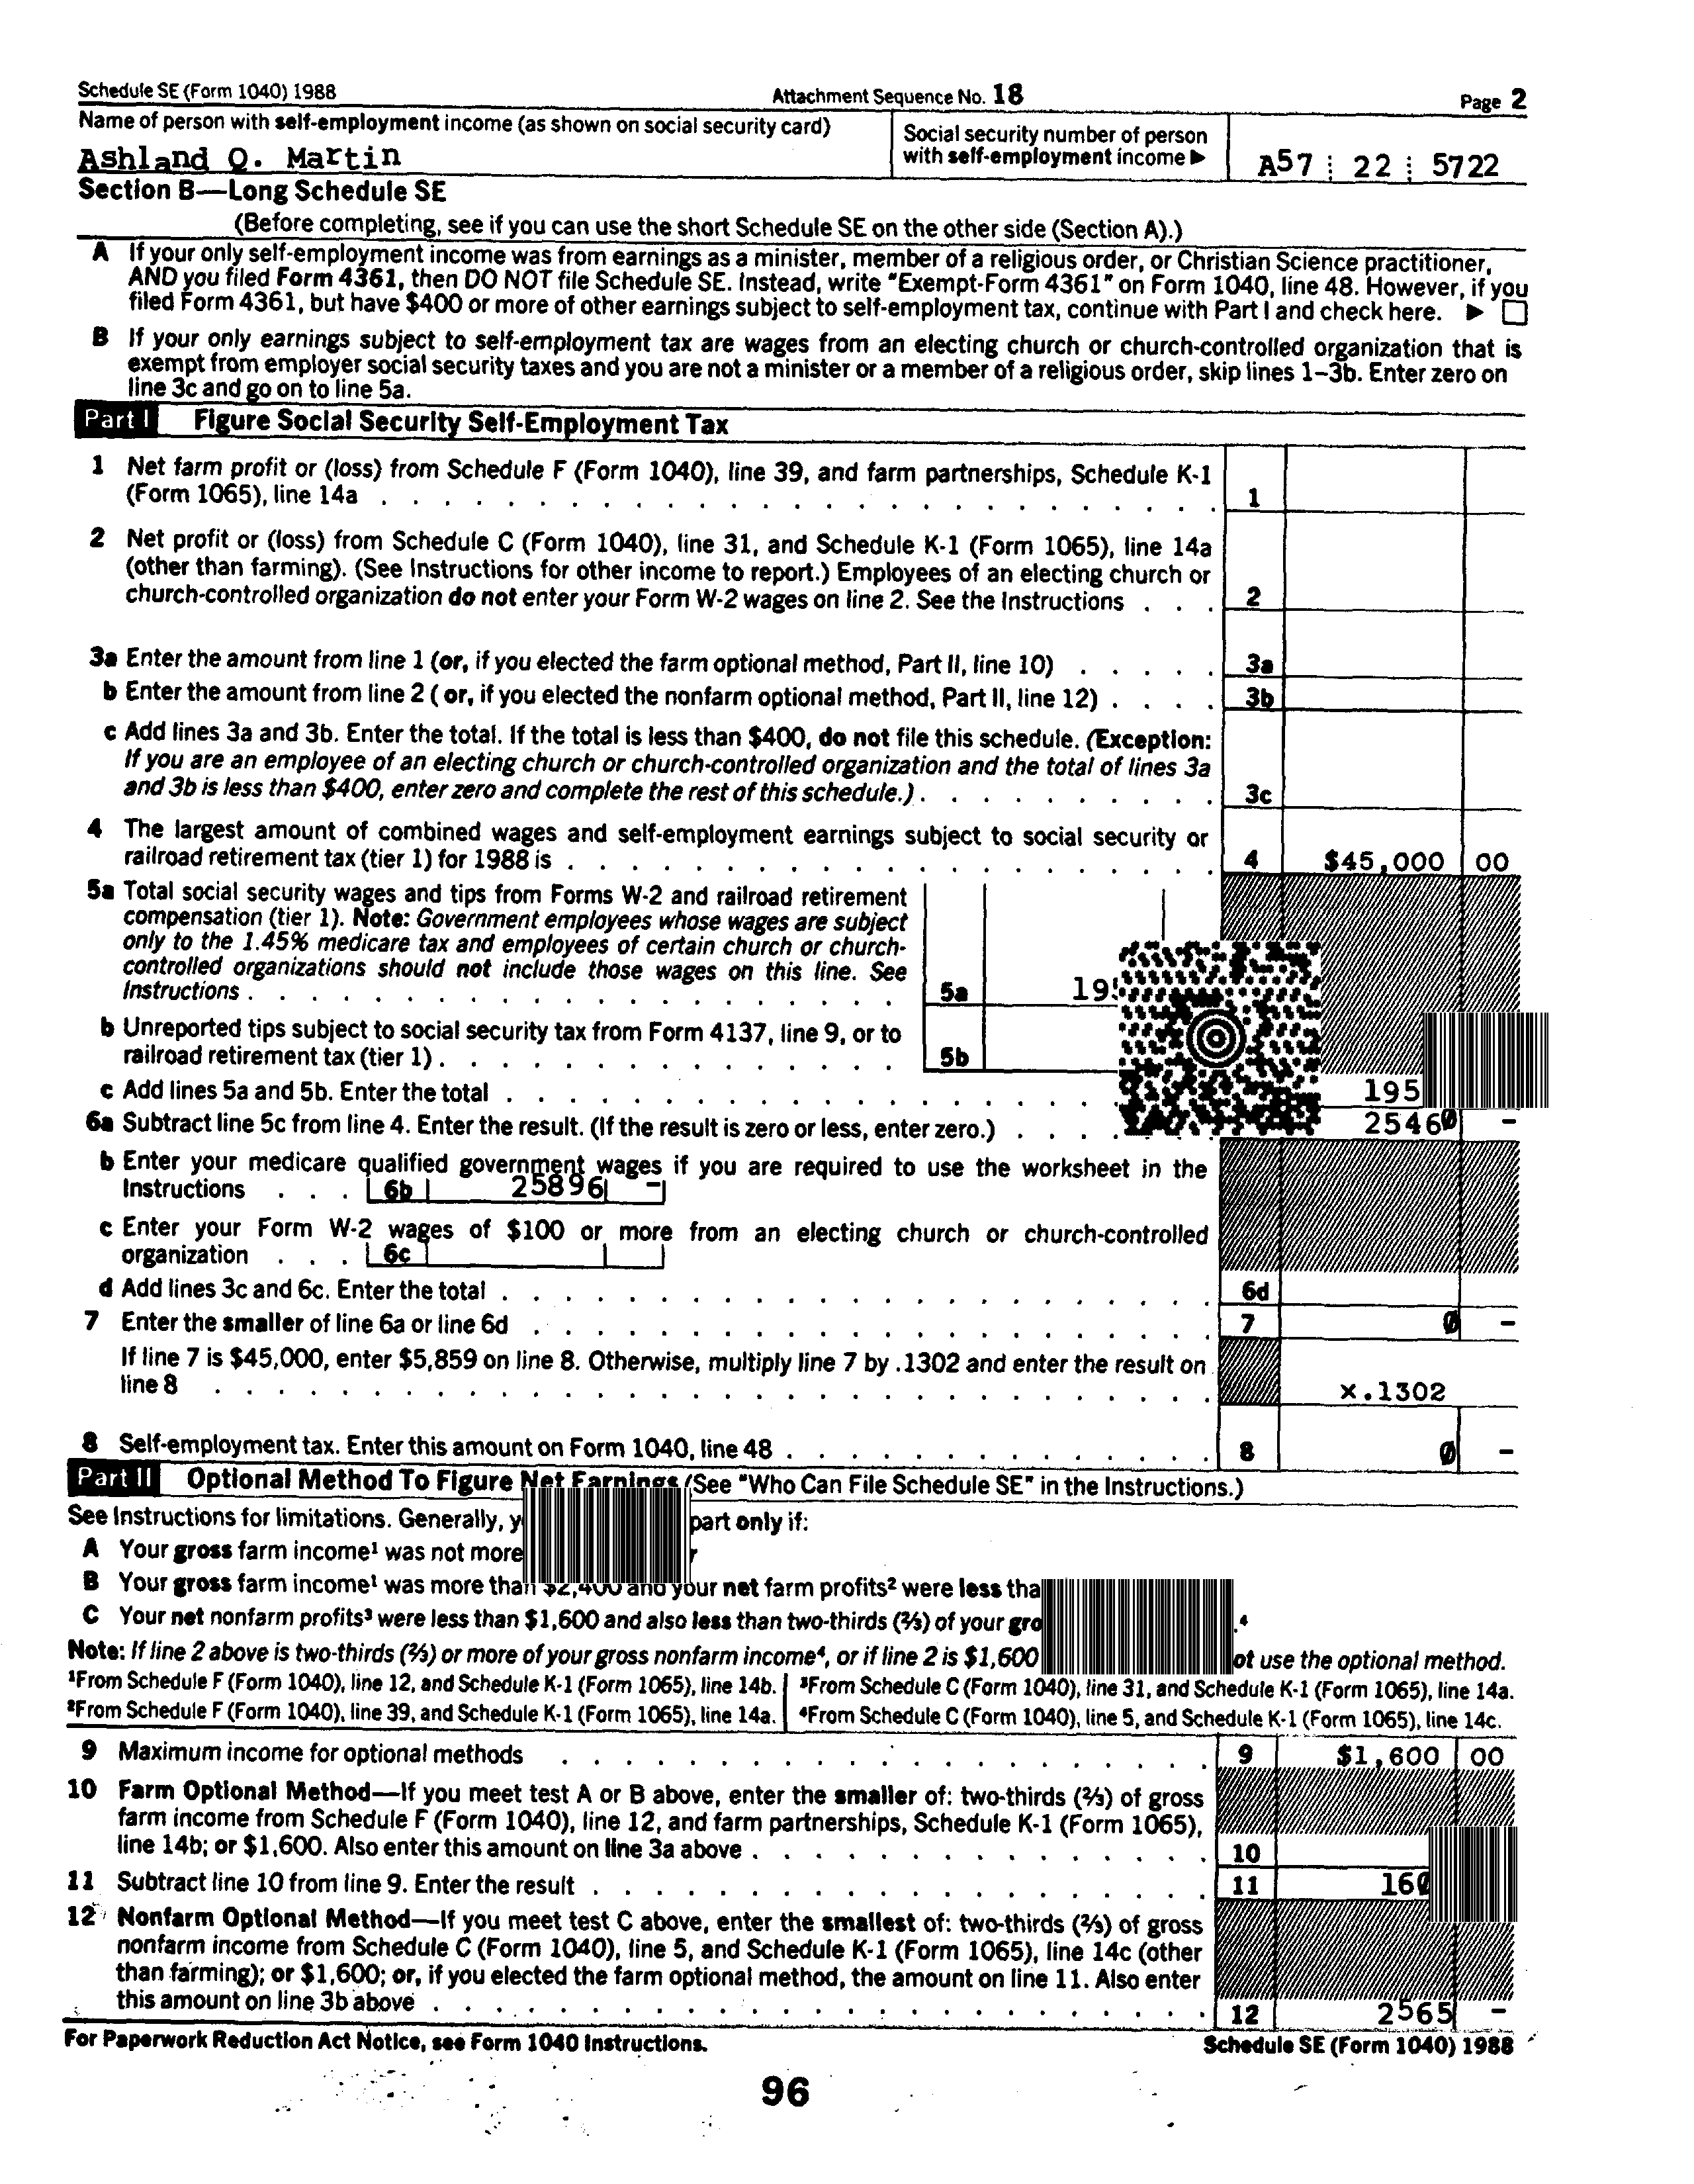 Schedule SE (Form 1040) 1988 Attachment Sequence No. 18 Page 2
Name of person with self-employment income (as shown on social security card)
Social security number of person
with self-employment income ▶
Ashland Q. Martin
A57 22 5722
Section B—Long Schedule SE
(Before completing, see if you can use the short Schedule SE on the other side (Section A).)
A If your only self-employment income was from earnings as a minister, member of a religious order, or Christian Science practitioner,
AND you filed Form 4361, then DO NOT file Schedule SE. Instead, write "Exempt-Form 4361" on Form 1040, line 48. However, if you
filed Form 4361, but have $400 or more of other earnings subject to self-employment tax, continue with Part I and check here. ▶ □
B If your only earnings subject to self-employment tax are wages from an electing church or church-controlled organization that is
exempt from employer social security taxes and you are not a minister or a member of a religious order, skip lines 1–3b. Enter zero on
line 3c and go on to line 5a.
Part I Figure Social Security Self-Employment Tax
1 Net farm profit or (loss) from Schedule F (Form 1040), line 39, and farm partnerships, Schedule K-1
(Form 1065), line 14a . . . 1
2 Net profit or (loss) from Schedule C (Form 1040), line 31, and Schedule K-1 (Form 1065), line 14a
(other than farming). (See Instructions for other income to report.) Employees of an electing church or
church-controlled organization do not enter your Form W-2 wages on line 2. See the Instructions . . . 2
3a Enter the amount from line 1 (or, if you elected the farm optional method, Part II, line 10) . . . 3a
b Enter the amount from line 2 ( or, if you elected the nonfarm optional method, Part II, line 12) . . . 3b
c Add lines 3a and 3b. Enter the total. If the total is less than $400, do not file this schedule. (Exception:
If you are an employee of an electing church or church-controlled organization and the total of lines 3a
and 3b is less than $400, enter zero and complete the rest of this schedule.) . . . 3c
4 The largest amount of combined wages and self-employment earnings subject to social security or
railroad retirement tax (tier 1) for 1988 is . . . 4 $45,000 00
5a Total social security wages and tips from Forms W-2 and railroad retirement
compensation (tier 1). Note: Government employees whose wages are subject
only to the 1.45% medicare tax and employees of certain church or church-
controlled organizations should not include those wages on this line. See
Instructions . . . 5a
b Unreported tips subject to social security tax from Form 4137, line 9, or to
railroad retirement tax (tier 1) . . . 5b
c Add lines 5a and 5b. Enter the total . . . 195
6a Subtract line 5c from line 4. Enter the result. (If the result is zero or less, enter zero.) . . . 2546Ø –
b Enter your medicare qualified government wages if you are required to use the worksheet in the
Instructions . . . 6b 25896 –
c Enter your Form W-2 wages of $100 or more from an electing church or church-controlled
organization . . . 6c
d Add lines 3c and 6c. Enter the total . . . 6d
7 Enter the smaller of line 6a or line 6d . . . 7 Ø –
If line 7 is $45,000, enter $5,859 on line 8. Otherwise, multiply line 7 by .1302 and enter the result on
line 8 . . . x.1302
8 Self-employment tax. Enter this amount on Form 1040, line 48 . . . 8 Ø –
Part II Optional Method To Figure Net Earnings (See "Who Can File Schedule SE" in the Instructions.)
See Instructions for limitations. Generally, part only if:
A Your gross farm income¹ was not more
B Your gross farm income¹ was more than $2,400 and your net farm profits² were less
C Your net nonfarm profits³ were less than $1,600 and also less than two-thirds (⅔) of your .⁴
Note: If line 2 above is two-thirds (⅔) or more of your gross nonfarm income⁴, or if line 2 is $1,600 use the optional method.
¹From Schedule F (Form 1040), line 12, and Schedule K-1 (Form 1065), line 14b. ³From Schedule C (Form 1040), line 31, and Schedule K-1 (Form 1065), line 14a.
²From Schedule F (Form 1040), line 39, and Schedule K-1 (Form 1065), line 14a. ⁴From Schedule C (Form 1040), line 5, and Schedule K-1 (Form 1065), line 14c.
9 Maximum income for optional methods . . . 9 $1,600 00
10 Farm Optional Method—If you meet test A or B above, enter the smaller of: two-thirds (⅔) of gross
farm income from Schedule F (Form 1040), line 12, and farm partnerships, Schedule K-1 (Form 1065),
line 14b; or $1,600. Also enter this amount on line 3a above . . . 10
11 Subtract line 10 from line 9. Enter the result . . . 11
12 Nonfarm Optional Method—If you meet test C above, enter the smallest of: two-thirds (⅔) of gross
nonfarm income from Schedule C (Form 1040), line 5, and Schedule K-1 (Form 1065), line 14c (other
than farming); or $1,600; or, if you elected the farm optional method, the amount on line 11. Also enter
this amount on line 3b above . . . 12 2565 –
For Paperwork Reduction Act Notice, see Form 1040 Instructions. Schedule SE (Form 1040) 1988
96